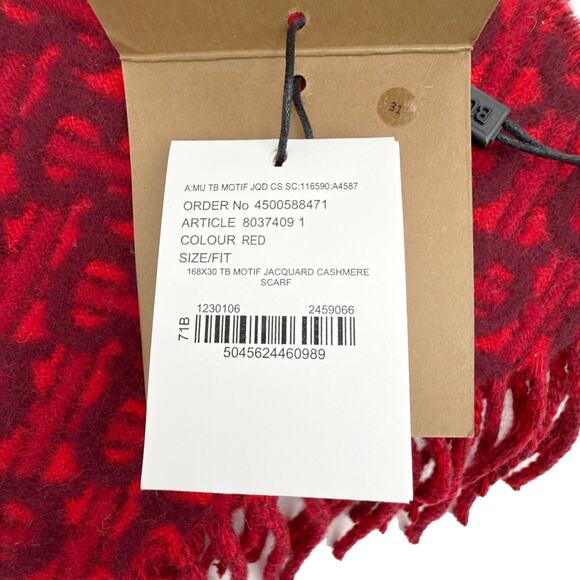 31
BU
A:MU TB MOTIF JQD CS SC:116590:A4587
ORDER No 4500588471
ARTICLE 8037409 1
COLOUR RED
SIZE/FIT
168X30 TB MOTIF JACQUARD CASHMERE
SCARF
1230106 2459066
71B
5045624460989